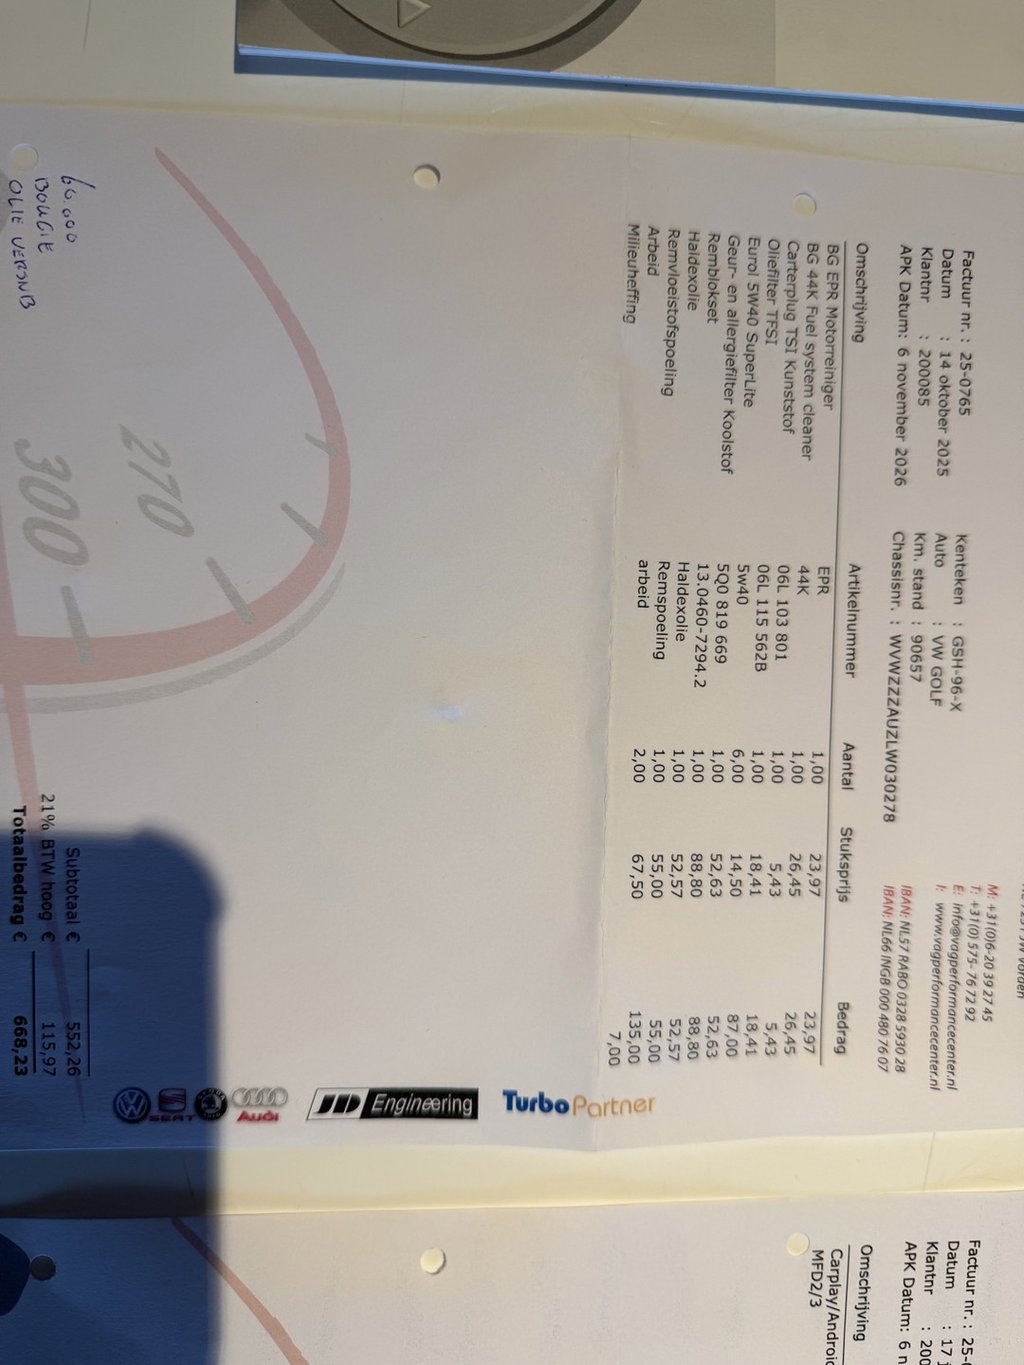 M: +31(0)6-20 39 27 45
T: +31(0) 575- 76 72 92
E: info@vagperformancecenter.nl
I: www.vagperformancecenter.nl
IBAN: NL57 RABO 0328 5930 28
IBAN: NL66 INGB 000 480 76 07
Factuur nr. : 25-0765 Kenteken : GSH-96-X
Datum : 14 oktober 2025 Auto : VW GOLF
Klantnr : 200085 Km. stand : 90657
APK Datum: 6 november 2026 Chassisnr. : WVWZZZAUZLW030278
Omschrijving Artikelnummer Aantal Stuksprijs Bedrag
BG EPR Motorreiniger EPR 1,00 23,97 23,97
BG 44K Fuel system cleaner 44K 1,00 26,45 26,45
Carterplug TSI Kunststof 06L 103 801 1,00 5,43 5,43
Oliefilter TFSI 06L 115 562B 1,00 18,41 18,41
Eurol 5W40 SuperLite 5w40 6,00 14,50 87,00
Geur- en allergiefilter Koolstof 5Q0 819 669 1,00 52,63 52,63
Remblokset 13.0460-7294.2 1,00 88,80 88,80
Haldexolie Haldexolie 1,00 52,57 52,57
Remvloeistofspoeling Remspoeling 1,00 55,00 55,00
Arbeid arbeid 2,00 67,50 135,00
Milieuheffing 7,00
Turbo Partner
JD Engineering
Audi
SEAT
270
300
60.000
BOUGIE
Subtotaal € 552,26
21% BTW hoog € 115,97
Totaalbedrag € 668,23
Factuur nr. : 25-
Datum : 17
Klantnr : 200
APK Datum: 6 n
Omschrijving
Carplay/Android
MFD2/3